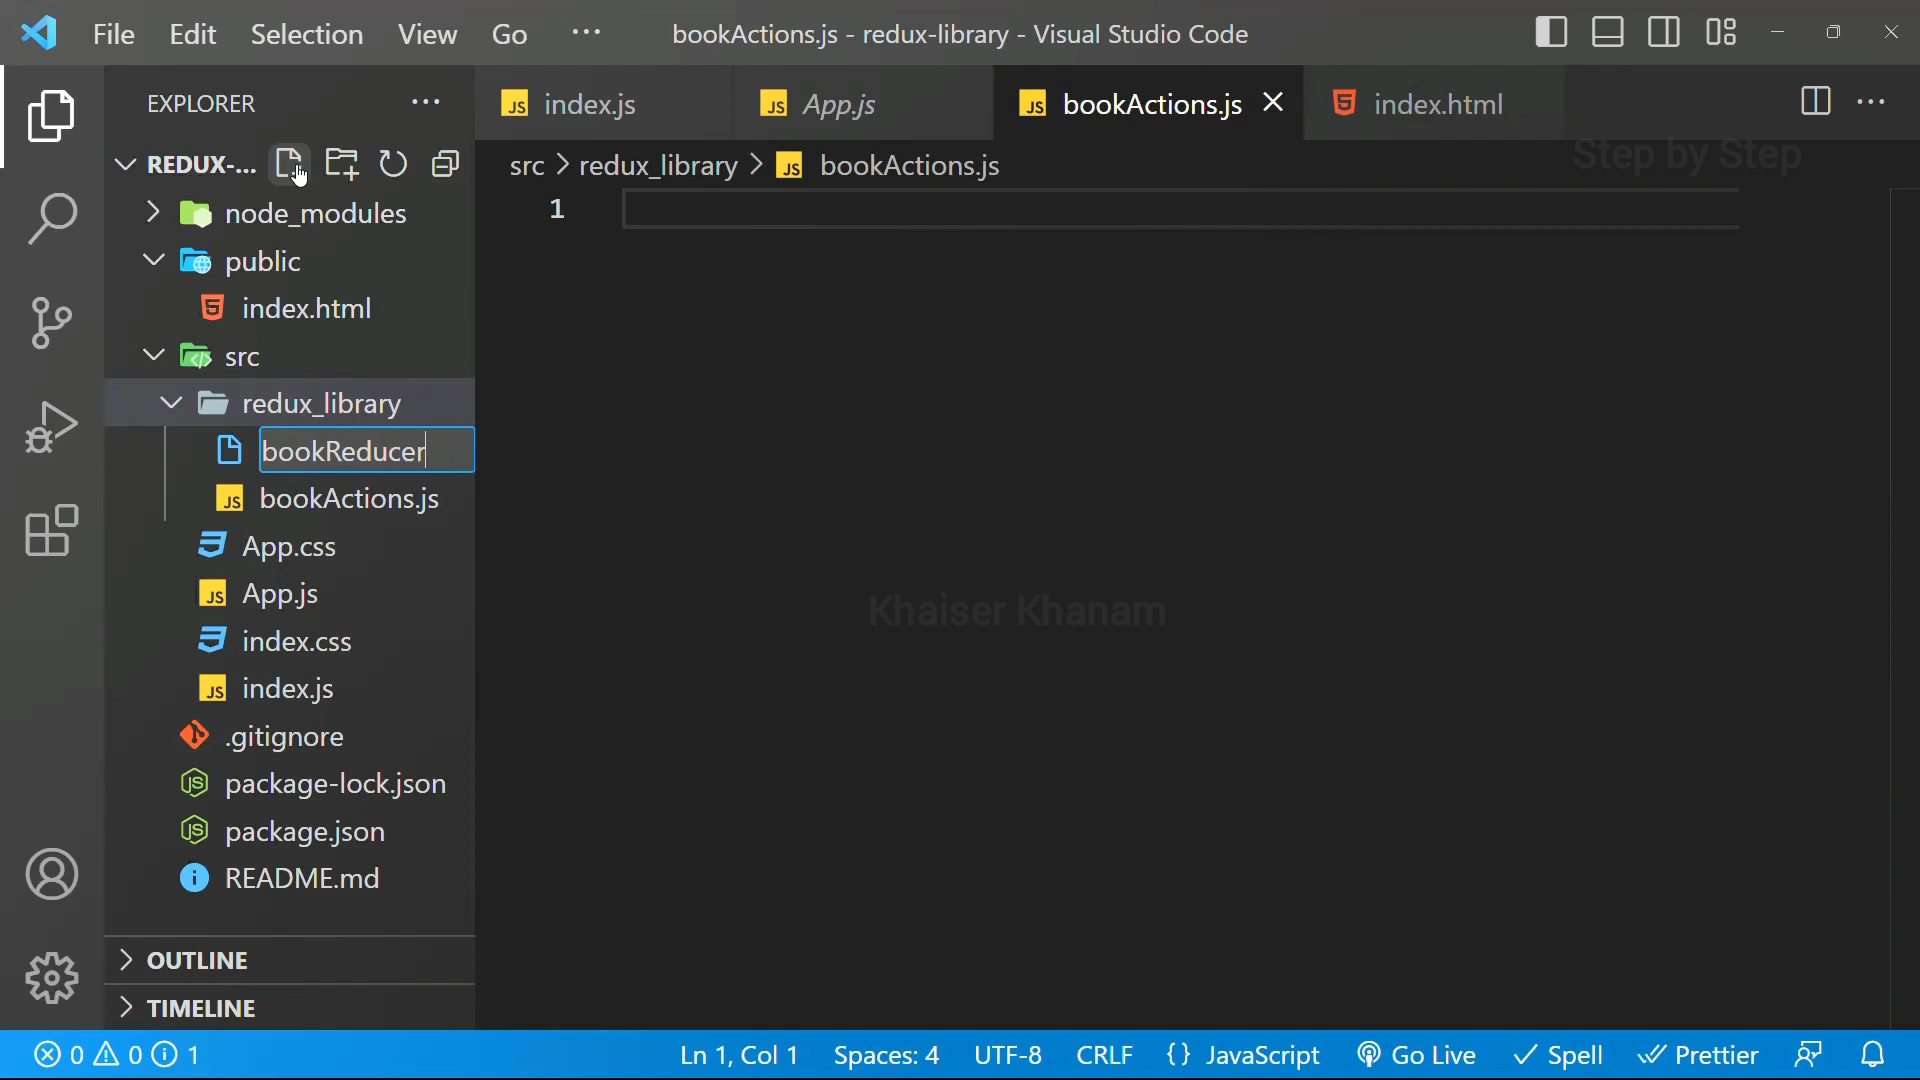 File Edit Selection View Go ··· bookActions.js - redux-library - Visual Studio Code
EXPLORER ···
index.js App.js bookActions.js index.html ···
REDUX-...
src > redux_library > bookActions.js
Step by Step
1
node_modules
public
index.html
src
redux_library
bookReducer
bookActions.js
App.css
App.js
Khaiser Khanam
index.css
index.js
.gitignore
package-lock.json
package.json
README.md
OUTLINE
TIMELINE
0 0 1 Ln 1, Col 1 Spaces: 4 UTF-8 CRLF {} JavaScript Go Live Spell Prettier